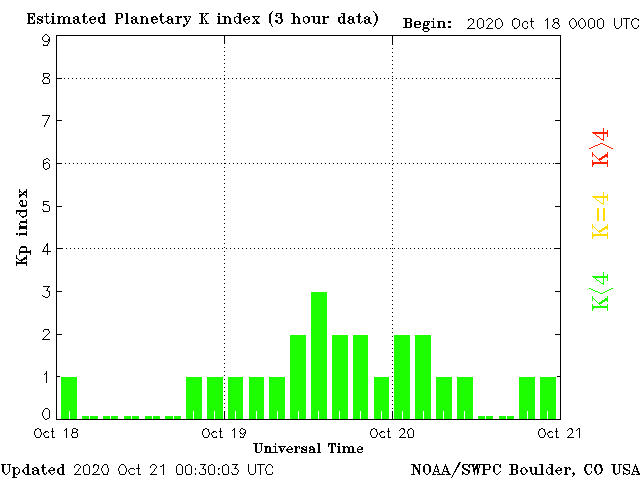 Estimated Planetary K index (3 hour data)
Begin: 2020 Oct 18 0000 UTC
9
8
7
6
5
4
3
2
1
0
Kp index
K>4
K=4
K<4
Oct 18
Oct 19
Oct 20
Oct 21
Universal Time
Updated 2020 Oct 21 00:30:03 UTC
NOAA/SWPC Boulder, CO USA